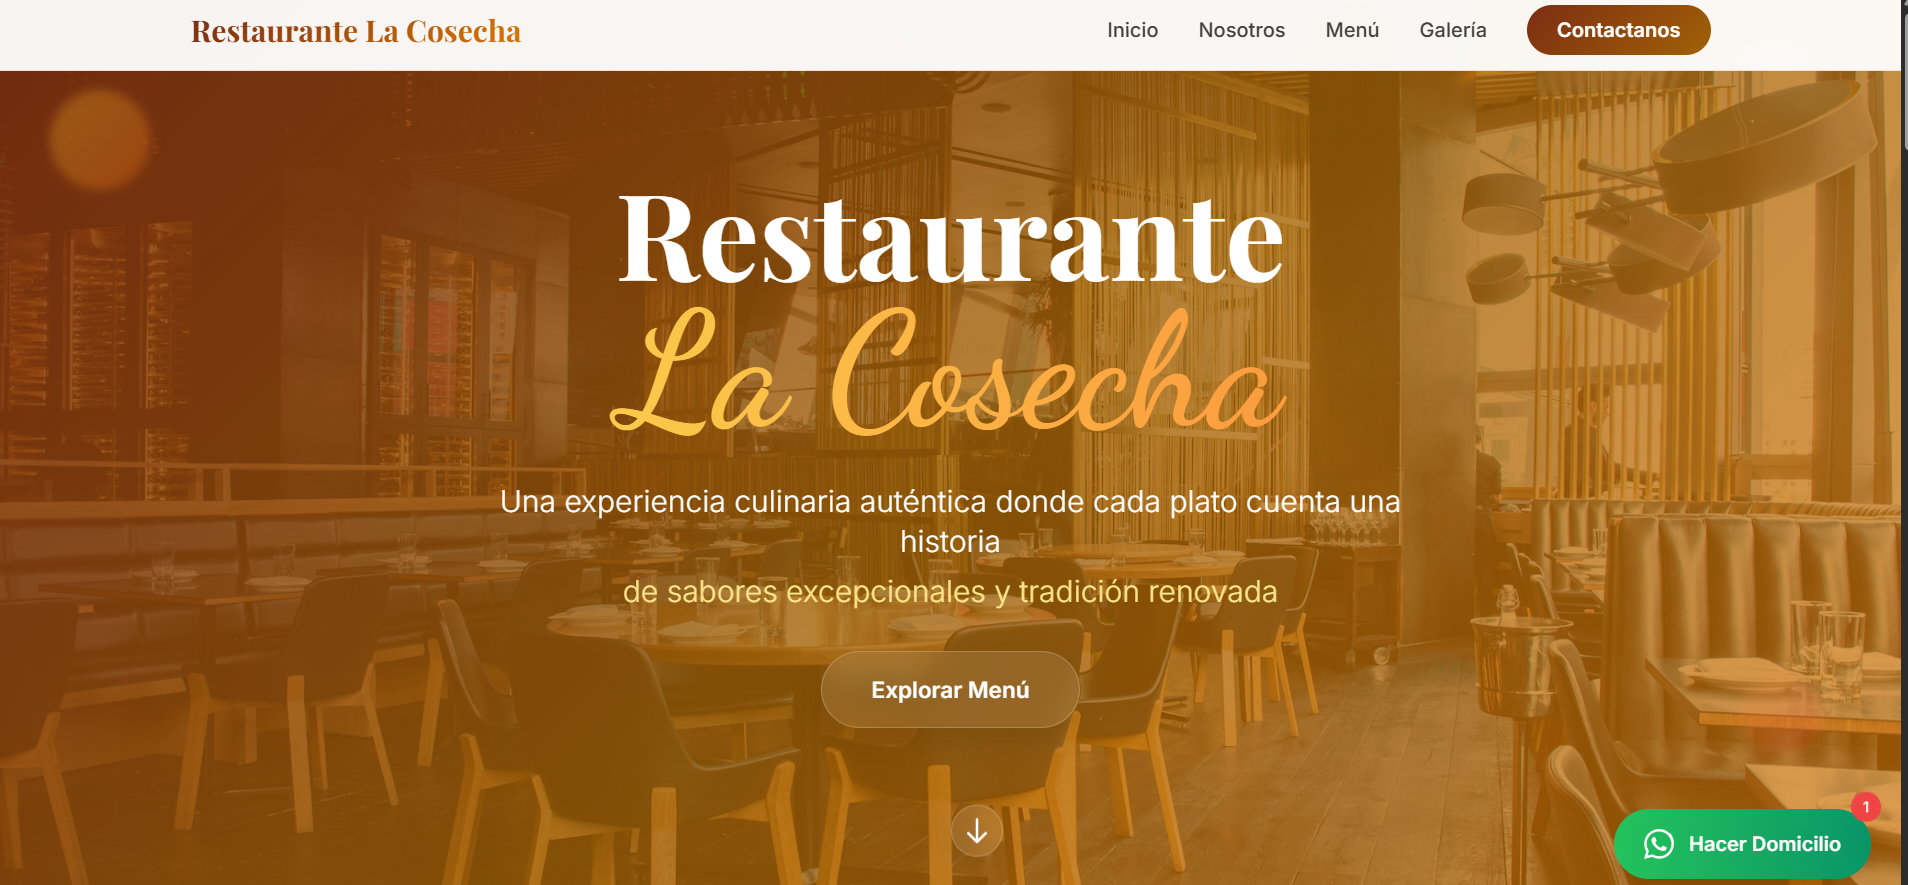 Restaurante La Cosecha
Inicio
Nosotros
Menú
Galería
Contactanos
Restaurante
La Cosecha
Una experiencia culinaria auténtica donde cada plato cuenta una
historia
de sabores excepcionales y tradición renovada
Explorar Menú
1
Hacer Domicilio